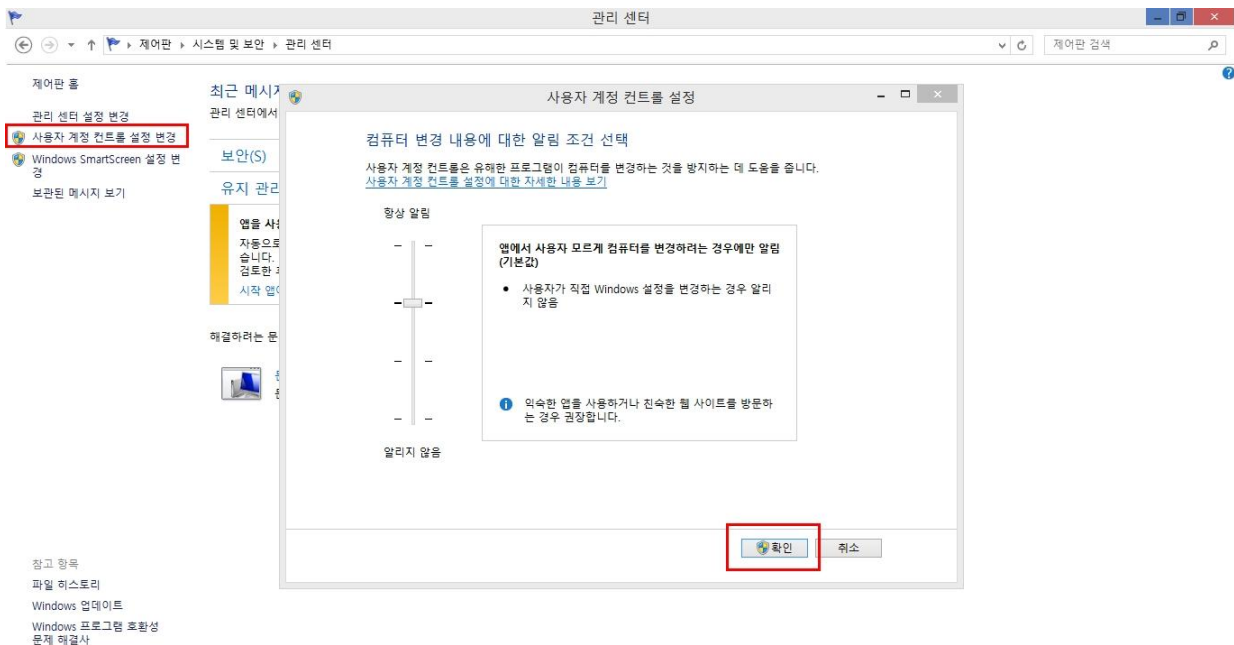 관리 센터
제어판 ▸ 시스템 및 보안 ▸ 관리 센터
제어판 검색
제어판 홈
관리 센터 설정 변경
사용자 계정 컨트롤 설정 변경
Windows SmartScreen 설정 변
경
보관된 메시지 보기
최근 메시지
관리 센터에서
보안(S)
유지 관리
앱을 사
자동으로
습니다.
검토한
시작 앱
해결하려는 문
사용자 계정 컨트롤 설정
컴퓨터 변경 내용에 대한 알림 조건 선택
사용자 계정 컨트롤은 유해한 프로그램이 컴퓨터를 변경하는 것을 방지하는 데 도움을 줍니다.
사용자 계정 컨트롤 설정에 대한 자세한 내용 보기
항상 알림
앱에서 사용자 모르게 컴퓨터를 변경하려는 경우에만 알림
(기본값)
• 사용자가 직접 Windows 설정을 변경하는 경우 알리
지 않음
익숙한 앱을 사용하거나 친숙한 웹 사이트를 방문하
는 경우 권장합니다.
알리지 않음
확인
취소
참고 항목
파일 히스토리
Windows 업데이트
Windows 프로그램 호환성
문제 해결사